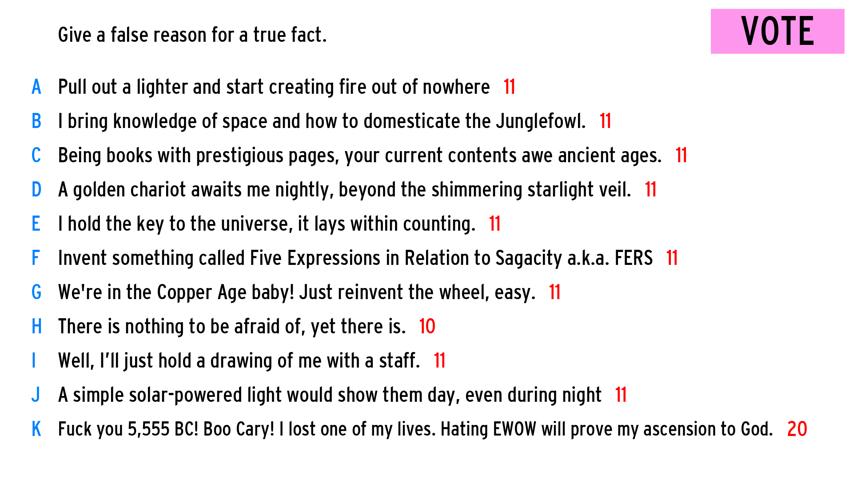 Give a false reason for a true fact.
VOTE
A Pull out a lighter and start creating fire out of nowhere 11
B I bring knowledge of space and how to domesticate the Junglefowl. 11
C Being books with prestigious pages, your current contents awe ancient ages. 11
D A golden chariot awaits me nightly, beyond the shimmering starlight veil. 11
E I hold the key to the universe, it lays within counting. 11
F Invent something called Five Expressions in Relation to Sagacity a.k.a. FERS 11
G We're in the Copper Age baby! Just reinvent the wheel, easy. 11
H There is nothing to be afraid of, yet there is. 10
I Well, I’ll just hold a drawing of me with a staff. 11
J A simple solar-powered light would show them day, even during night 11
K Fuck you 5,555 BC! Boo Cary! I lost one of my lives. Hating EWOW will prove my ascension to God. 20